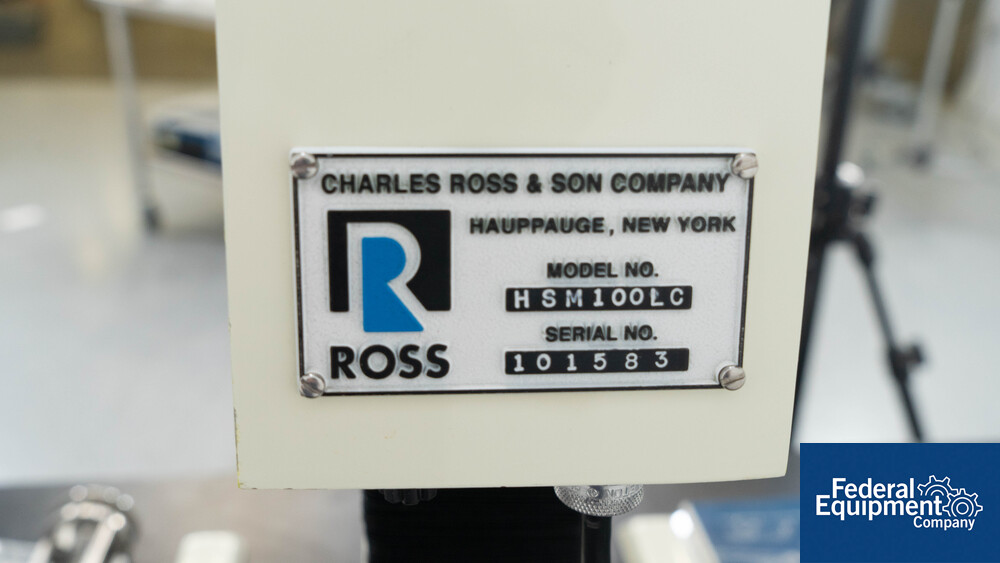 CHARLES ROSS & SON COMPANY
HAUPPAUGE, NEW YORK
MODEL NO.
HSM100LC
SERIAL NO.
101583
R
ROSS
Federal
Equipment
Company